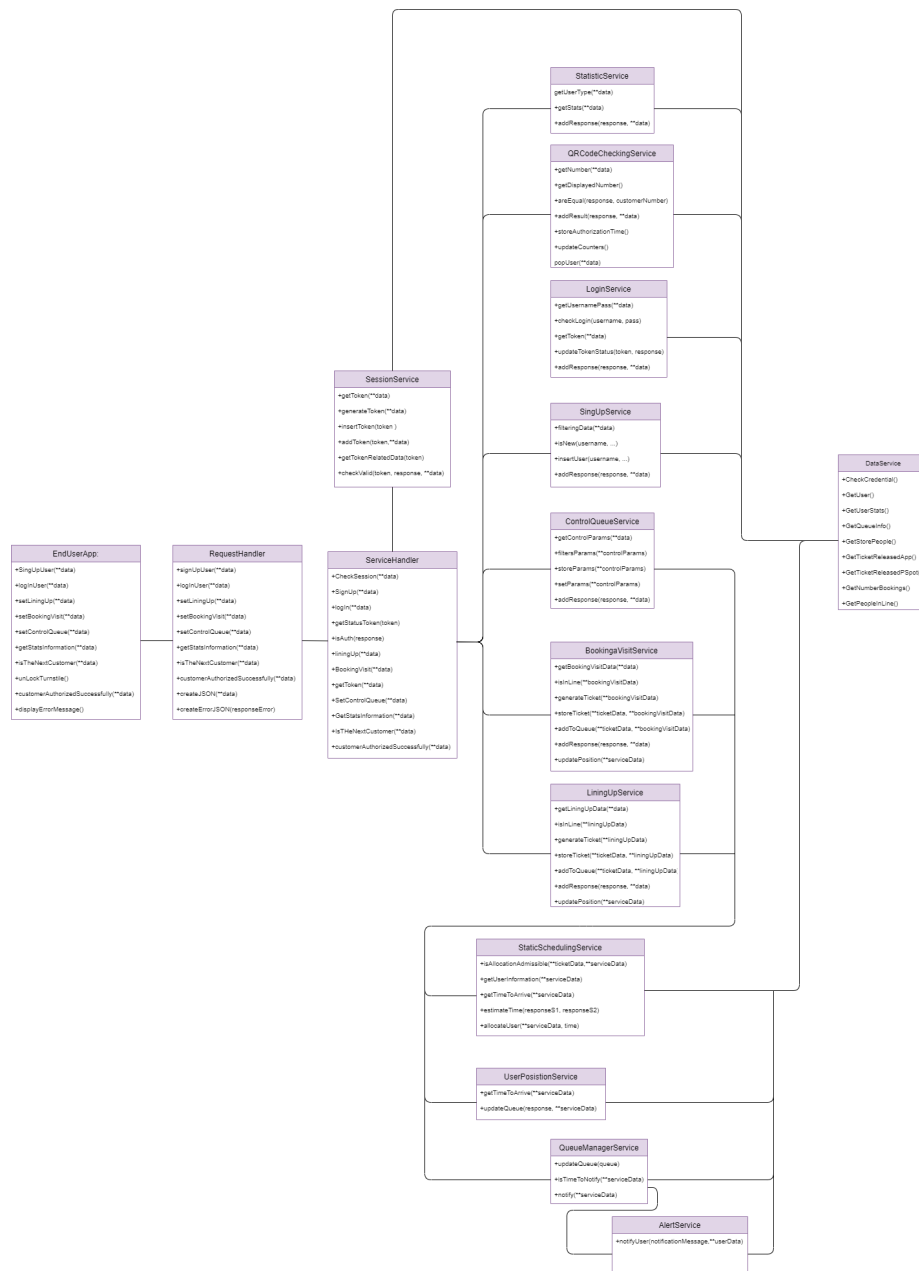 StatisticService
getUserType(**data)
+getStats(**data)
+addResponse(response, **data)
QRCodeCheckingService
+getNumber(**data)
+getDisplayedNumber()
+areEqual(response, customerNumber)
+addResult(response, **data)
+storeAuthorizationTime()
+updateCounters()
popUser(**data)
LoginService
+getUsernamePass(**data)
+checkLogin(username, pass)
+getToken(**data)
+updateTokenStatus(token, response)
+addResponse(response, **data)
SessionService
+getToken(**data)
+generateToken(**data)
+insertToken(token )
+addToken(token,**data)
+getTokenRelatedData(token)
+checkValid(token, response, **data)
SingUpService
+filteringData(**data)
+isNew(username, ...)
+insertUser(username, ...)
+addResponse(response, **data)
DataService
+CheckCredential()
+GetUser()
+GetUserStats()
+GetQueueInfo()
+GetStorePeople()
+GetTicketReleasedApp()
+GetTicketReleasedPSpot(
+GetNumberBookings()
+GetPeopleInLine()
EndUserApp:
+SingUpUser(**data)
+logInUser(**data)
+setLiningUp(**data)
+setBookingVisit(**data)
+setControlQueue(**data)
+getStatsInformation(**data)
+isTheNextCustomer(**data)
+unLockTurnstile()
+customerAuthorizedSuccessfully(**data)
+displayErrorMessage()
RequestHandler
+signUpUser(**data)
+logInUser(**data)
+setLiningUp(**data)
+setBookingVisit(**data)
+setControlQueue(**data)
+getStatsInformation(**data)
+isTheNextCustomer(**data)
+customerAuthorizedSuccessfully(**data)
+createJSON(**data)
+createErrorJSON(responseError)
ServiceHandler
+CheckSession(**data)
+SignUp(**data)
+logIn(**data)
+getStatusToken(token)
+isAuth(response)
+liningUp(**data)
+BookingVisit(**data)
+getToken(**data)
+SetControlQueue(**data)
+GetStatsInformation(**data)
+IsTHeNextCustomer(**data)
+customerAuthorizedSuccessfully(**data)
ControlQueueService
+getControlParams(**data)
+filtersParams(**controlParams)
+storeParams(**controlParams)
+setParams(**controlParams)
+addResponse(response, **data)
BookingaVisitService
+getBookingVisitData(**data)
+isInLine(**bookingVisitData)
+generateTicket(**bookingVisitData)
+storeTicket(**ticketData, **bookingVisitData)
+addToQueue(**ticketData, **bookingVisitData)
+addResponse(response, **data)
+updatePosition(**serviceData)
LiningUpService
+getLiningUpData(**data)
+isInLine(**liningUpData)
+generateTicket(**liningUpData)
+storeTicket(**ticketData, **liningUpData)
+addToQueue(**ticketData, **liningUpData
+addResponse(response, **data)
+updatePosition(**serviceData)
StaticSchedulingService
+isAllocationAdmissible(**ticketData,**serviceData)
+getUserInformation(**serviceData)
+getTimeToArrive(**serviceData)
+estimateTime(responseS1, responseS2)
+allocateUser(**serviceData, time)
UserPosistionService
+getTimeToArrive(**serviceData)
+updateQueue(response, **serviceData)
QueueManagerService
+updateQueue(queue)
+isTimeToNotify(**serviceData)
+notify(**serviceData)
AlertService
+notifyUser(notificationMessage,**userData)